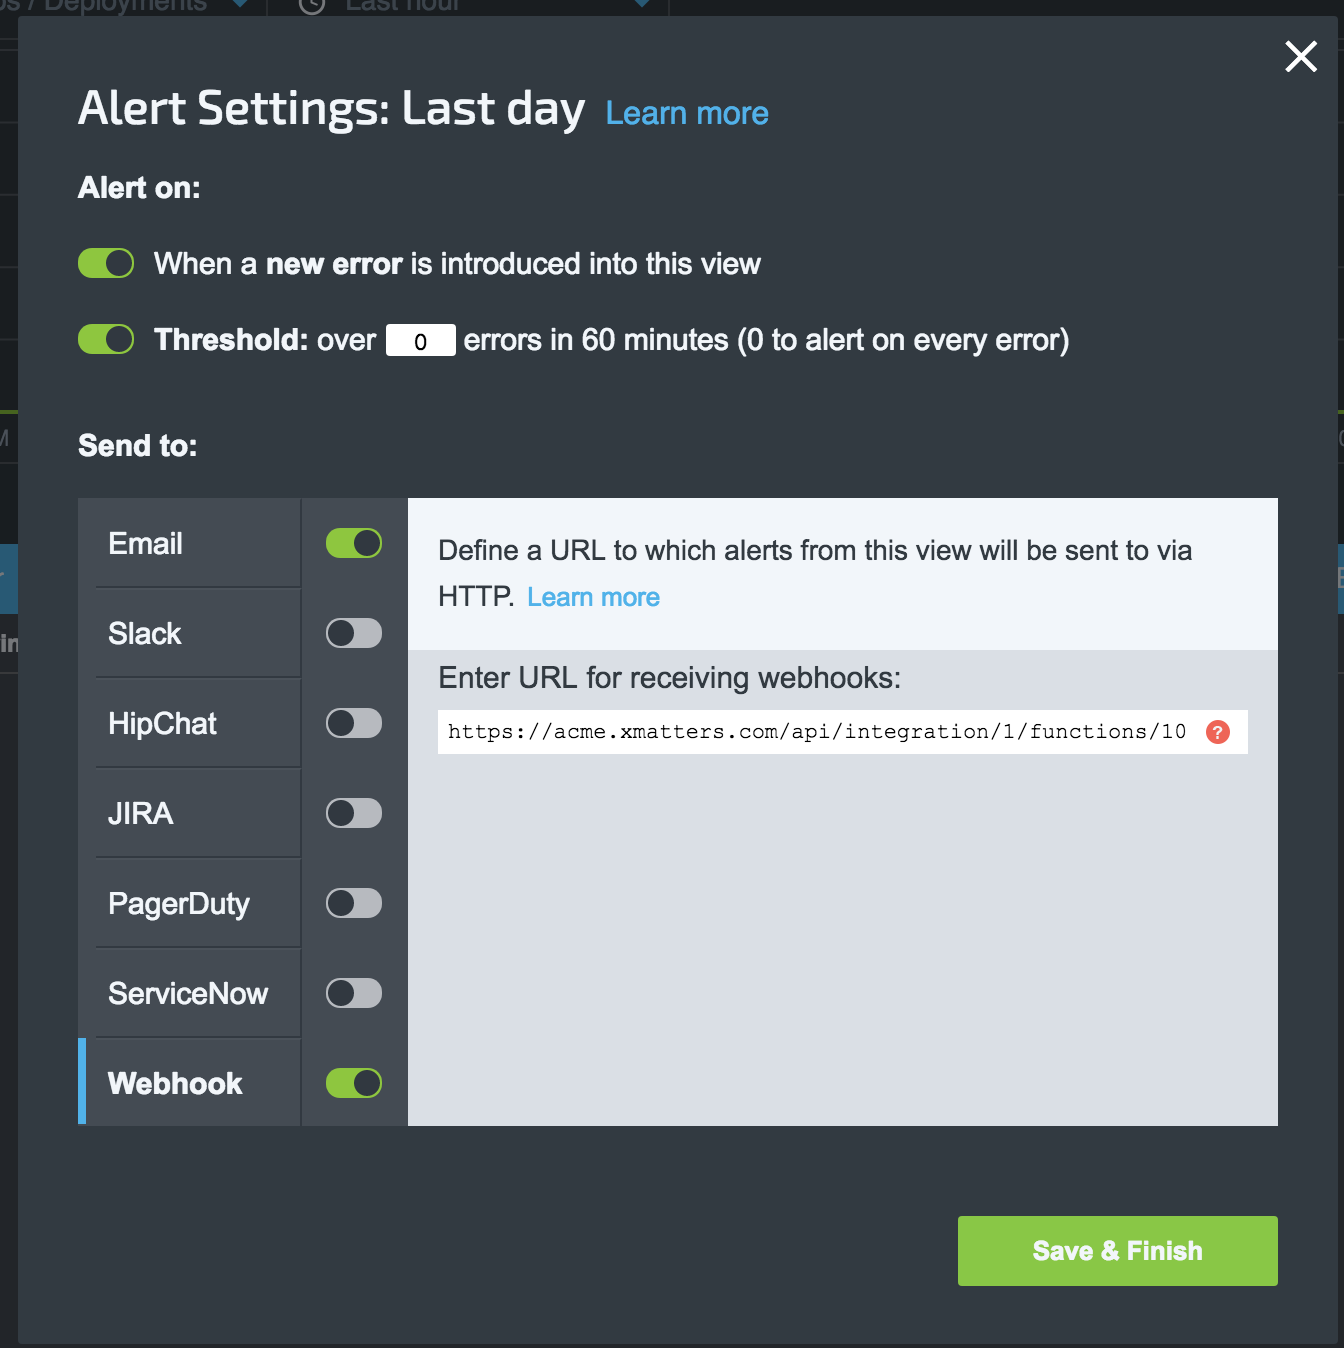 / Deployments
Last hour
Alert Settings: Last day Learn more
Alert on:
When a new error is introduced into this view
Threshold: over 0 errors in 60 minutes (0 to alert on every error)
Send to:
Email
Slack
HipChat
JIRA
PagerDuty
ServiceNow
Webhook
Define a URL to which alerts from this view will be sent to via
HTTP. Learn more
Enter URL for receiving webhooks:
https://acme.xmatters.com/api/integration/1/functions/10 ?
Save & Finish